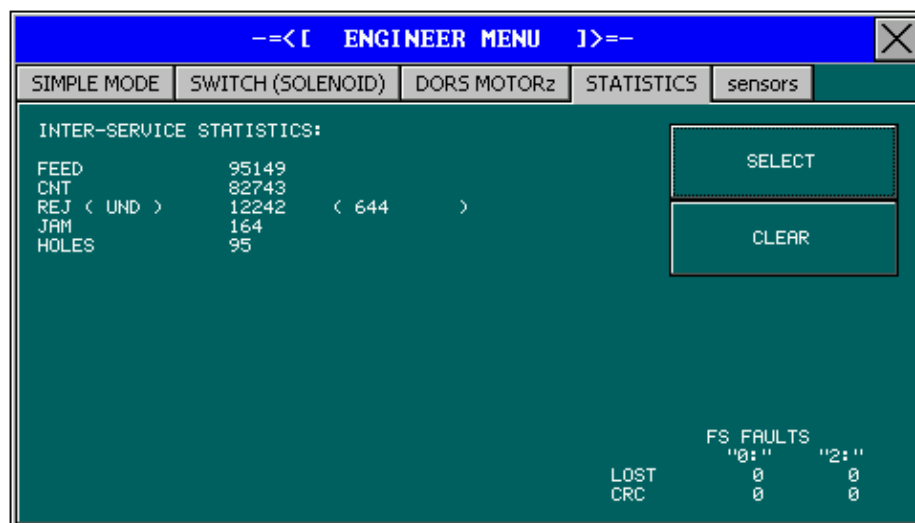 -=<[ ENGINEER MENU ]>=-
SIMPLE MODE SWITCH (SOLENOID) DORS MOTORz STATISTICS sensors
INTER-SERVICE STATISTICS:
FEED 95149
CNT 82743
REJ ( UND ) 12242 ( 644 )
JAM 164
HOLES 95
SELECT
CLEAR
FS FAULTS
"0:" "2:"
LOST 0 0
CRC 0 0